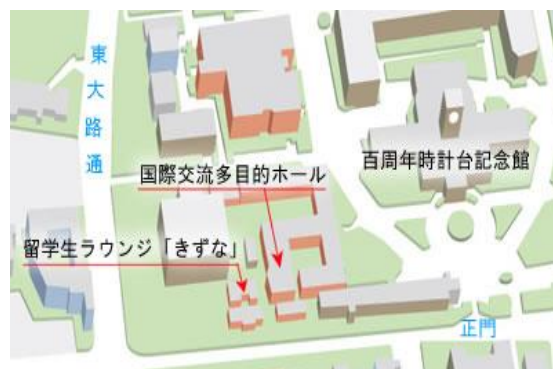 東大路通
国際交流多目的ホール
百周年時計台記念館
留学生ラウンジ「きずな」
正門